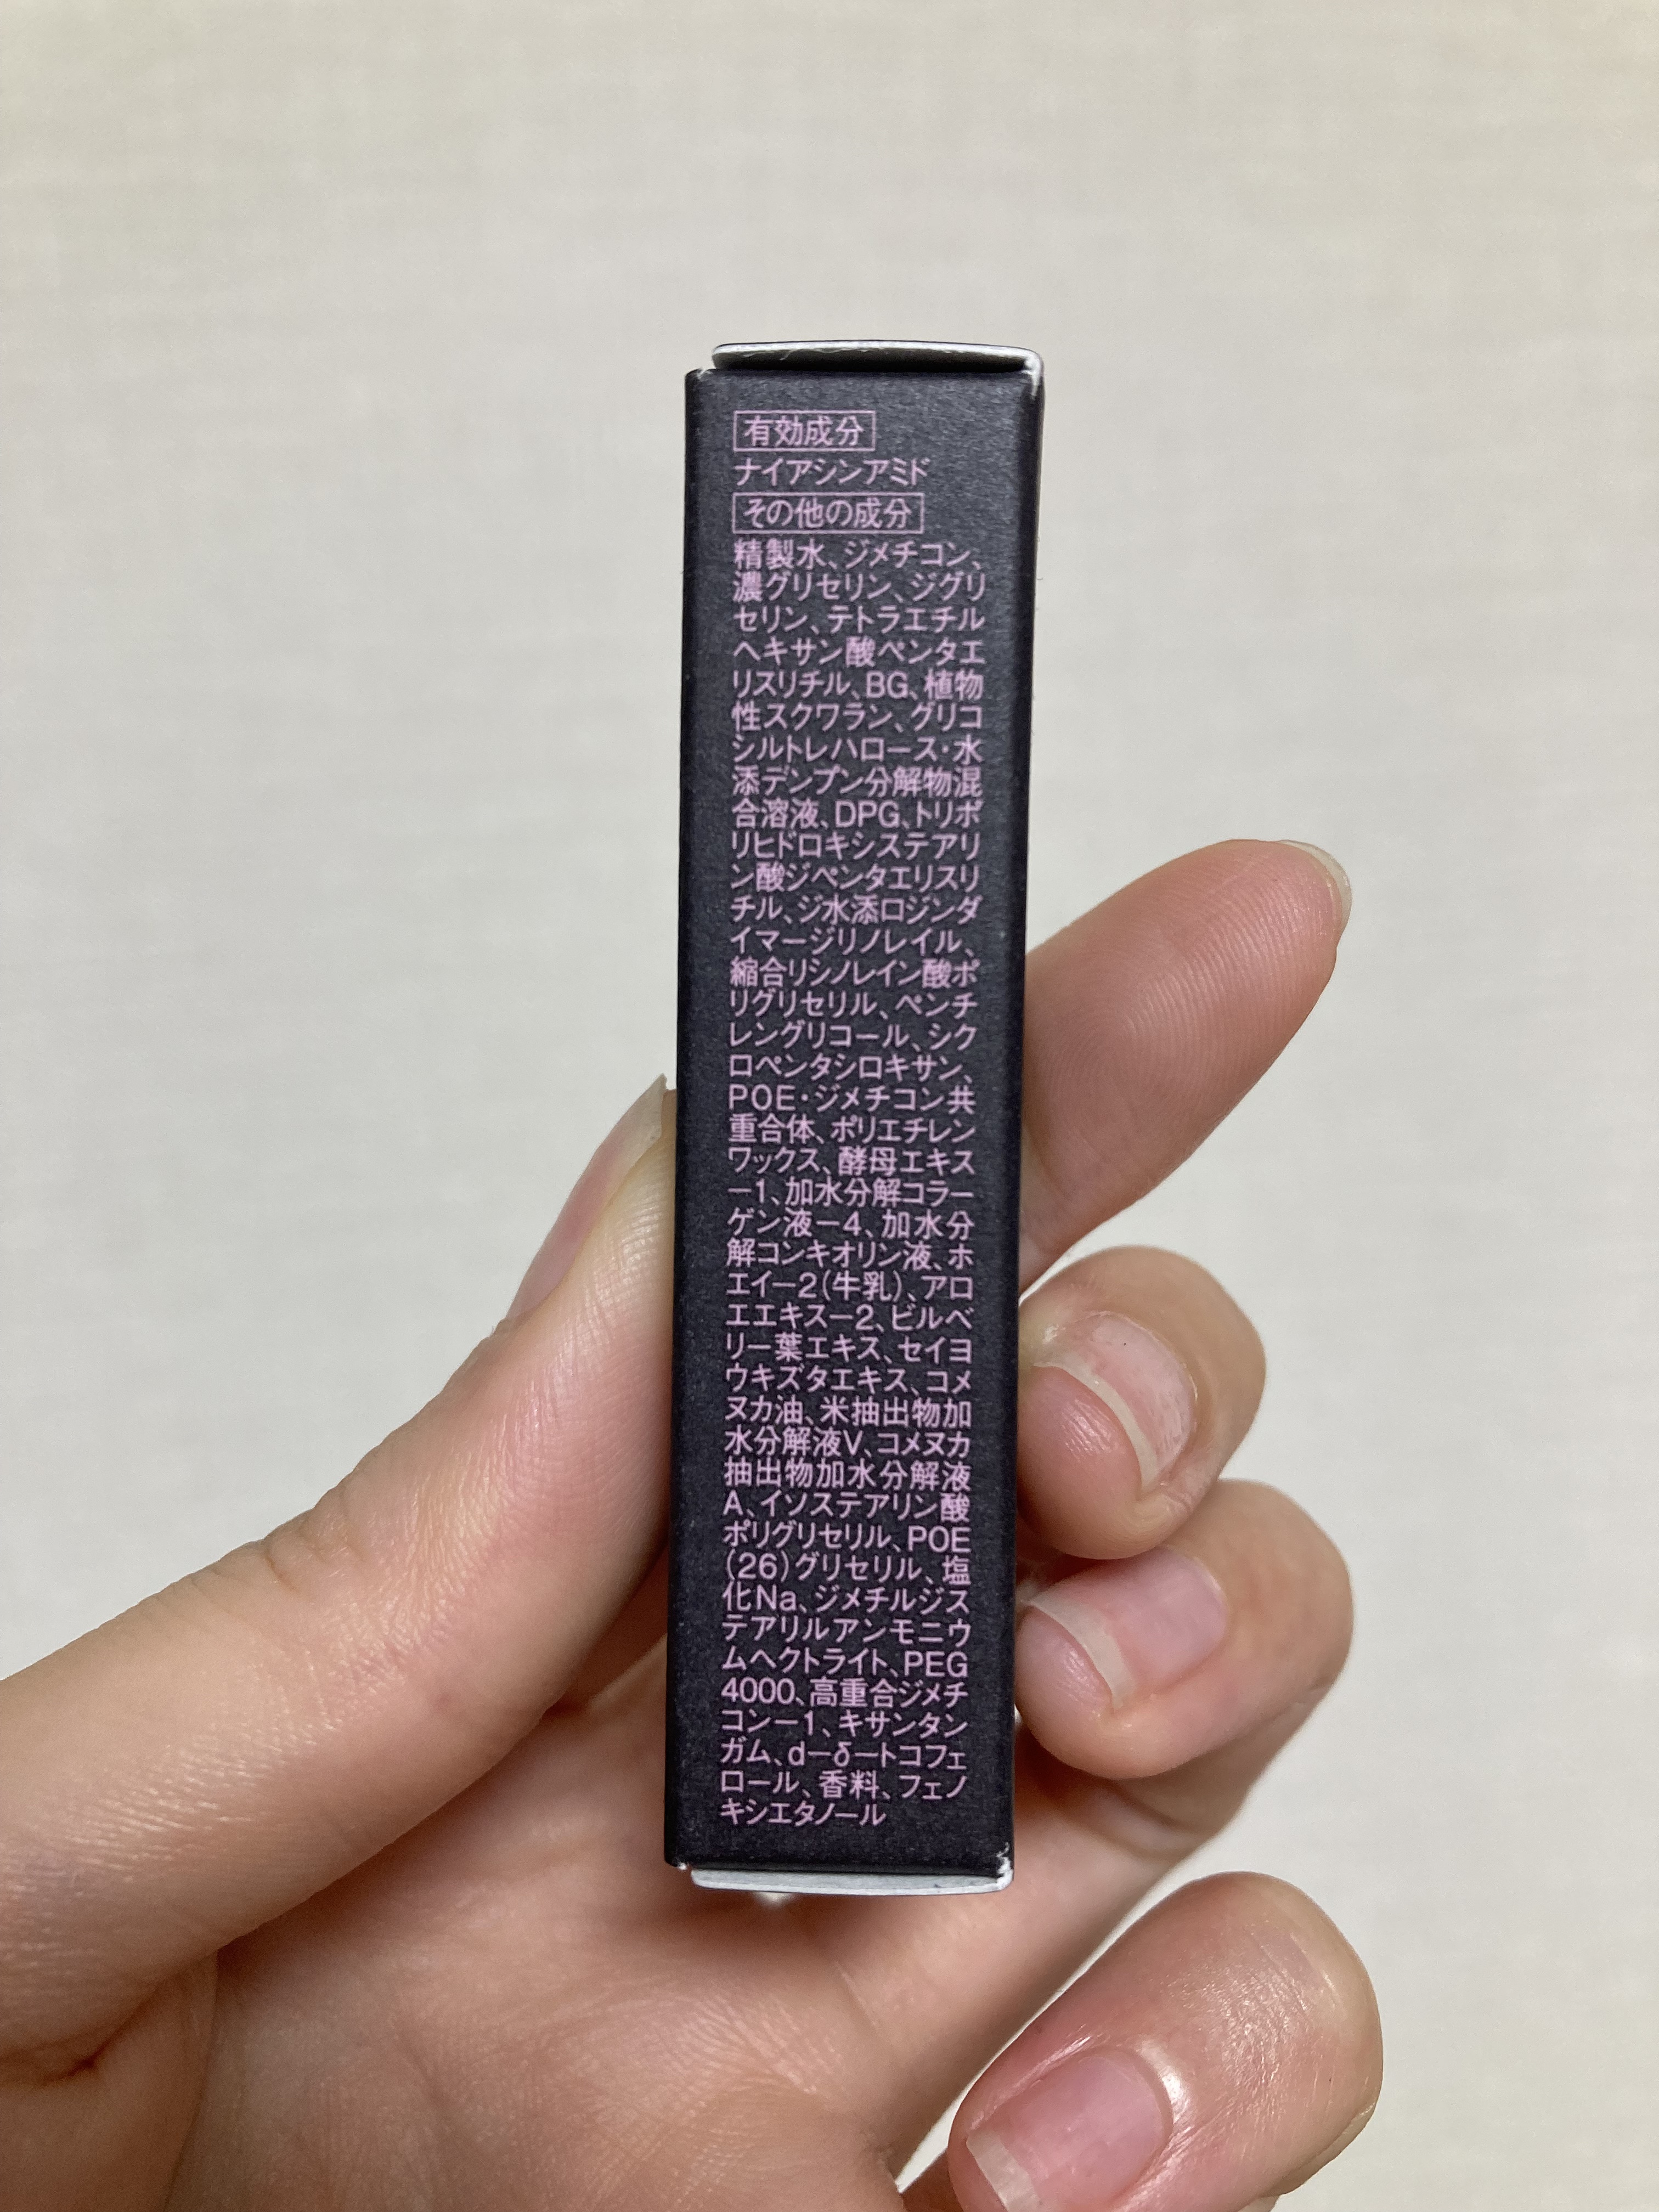 有効成分
ナイアシンアミド
その他の成分
精製水、ジメチコン、
濃グリセリン、ジグリ
セリン、テトラエチル
ヘキサン酸ペンタエ
リスリチル、BG、植物
性スクワラン、グリコ
シルトレハロース・水
添デンプン分解物混
合溶液、DPG、トリポ
リヒドロキシステアリ
ン酸ジペンタエリスリ
チル、ジ水添ロジンダ
イマージリノレイル、
縮合リシノレイン酸ポ
リグリセリル、ペンチ
レングリコール、シク
ロペンタシロキサン、
POE・ジメチコン共
重合体、ポリエチレン
ワックス、酵母エキス
－1、加水分解コラー
ゲン液－4、加水分
解コンキオリン液、ホ
エイ－2(牛乳)、アロ
エエキス－2、ビルベ
リー葉エキス、セイヨ
ウキズタエキス、コメ
ヌカ油、米抽出物加
水分解液V、コメヌカ
抽出物加水分解液
A、イソステアリン酸
ポリグリセリル、POE
(26)グリセリル、塩
化Na、ジメチルジス
テアリルアンモニウ
ムヘクトライト、PEG
4000、高重合ジメチ
コン－1、キサンタン
ガム、d－δ－トコフェ
ロール、香料、フェノ
キシエタノール